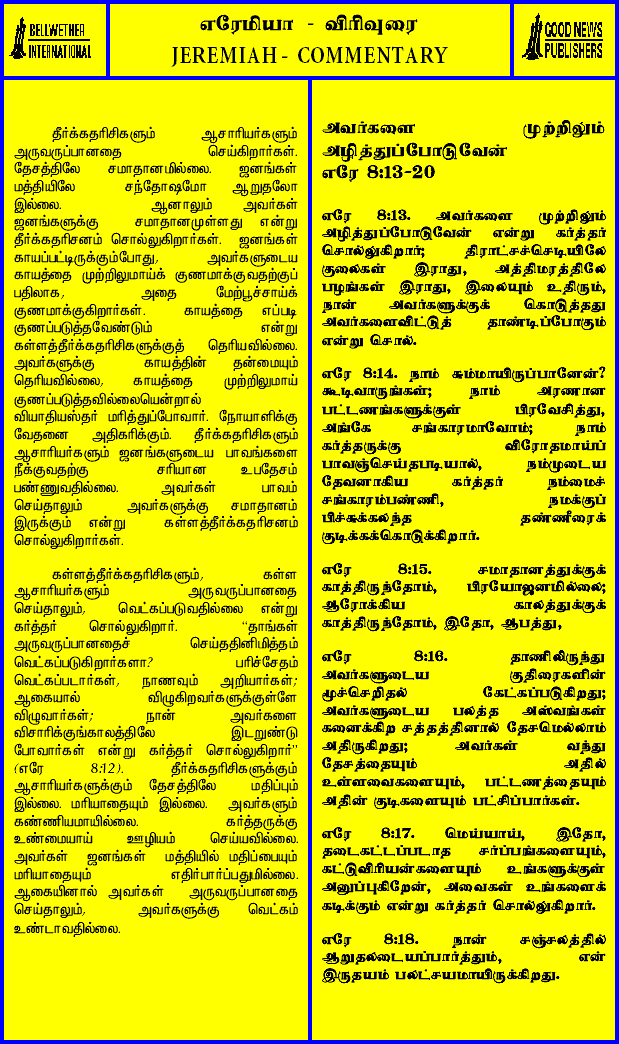 BELLWETHER
INTERNATIONAL
எரேமியா - விரிவுரை
JEREMIAH - COMMENTARY
GOOD NEWS
PUBLISHERS
தீர்க்கதரிசிகளும் ஆசாரியர்களும்
அருவருப்பானதை செய்கிறார்கள்.
தேசத்திலே சமாதானமில்லை. ஜனங்கள்
மத்தியிலே சந்தோஷமோ ஆறுதலோ
இல்லை. ஆனாலும் அவர்கள்
ஜனங்களுக்கு சமாதானமுள்ளது என்று
தீர்க்கதரிசனம் சொல்லுகிறார்கள். ஜனங்கள்
காயப்பட்டிருக்கும்போது, அவர்களுடைய
காயத்தை முற்றிலுமாய்க் குணமாக்குவதற்குப்
பதிலாக, அதை மேற்பூச்சாய்க்
குணமாக்குகிறார்கள். காயத்தை எப்படி
குணப்படுத்தவேண்டும் என்று
கள்ளத்தீர்க்கதரிசிகளுக்குத் தெரியவில்லை.
அவர்களுக்கு காயத்தின் தன்மையும்
தெரியவில்லை, காயத்தை முற்றிலுமாய்
குணப்படுத்தவில்லையென்றால்
வியாதியஸ்தர் மரித்துப்போவார். நோயாளிக்கு
வேதனை அதிகரிக்கும். தீர்க்கதரிசிகளும்
ஆசாரியர்களும் ஜனங்களுடைய பாவங்களை
நீக்குவதற்கு சரியான உபதேசம்
பண்ணுவதில்லை. அவர்கள் பாவம்
செய்தாலும் அவர்களுக்கு சமாதானம்
இருக்கும் என்று கள்ளத்தீர்க்கதரிசனம்
சொல்லுகிறார்கள்.
கள்ளத்தீர்க்கதரிசிகளும், கள்ள
ஆசாரியர்களும் அருவருப்பானதை
செய்தாலும், வெட்கப்படுவதில்லை என்று
கர்த்தர் சொல்லுகிறார். “தாங்கள்
அருவருப்பானதைச் செய்ததினிமித்தம்
வெட்கப்படுகிறார்களா? பரிச்சேதம்
வெட்கப்படார்கள், நாணவும் அறியார்கள்;
ஆகையால் விழுகிறவர்களுக்குள்ளே
விழுவார்கள்; நான் அவர்களை
விசாரிக்குங்காலத்திலே இடறுண்டு
போவார்கள் என்று கர்த்தர் சொல்லுகிறார்”
(எரே 8:12). தீர்க்கதரிசிகளுக்கும்
ஆசாரியர்களுக்கும் தேசத்திலே மதிப்பும்
இல்லை. மரியாதையும் இல்லை. அவர்களும்
கண்ணியமாயில்லை. கர்த்தருக்கு
உண்மையாய் ஊழியம் செய்யவில்லை.
அவர்கள் ஜனங்கள் மத்தியில் மதிப்பையும்
மரியாதையும் எதிர்பார்ப்பதுமில்லை.
ஆகையினால் அவர்கள் அருவருப்பானதை
செய்தாலும், அவர்களுக்கு வெட்கம்
உண்டாவதில்லை.
அவர்களை முற்றிலும்
அழித்துப்போடுவேன்
எரே 8:13-20
எரே 8:13. அவர்களை முற்றிலும்
அழித்துப்போடுவேன் என்று கர்த்தர்
சொல்லுகிறார்; திராட்சச்செடியிலே
குலைகள் இராது, அத்திமரத்திலே
பழங்கள் இராது, இலையும் உதிரும்,
நான் அவர்களுக்குக் கொடுத்தது
அவர்களைவிட்டுத் தாண்டிப்போகும்
என்று சொல்.
எரே 8:14. நாம் சும்மாயிருப்பானேன்?
கூடிவாருங்கள்; நாம் அரணான
பட்டணங்களுக்குள் பிரவேசித்து,
அங்கே சங்காரமாவோம்; நாம்
கர்த்தருக்கு விரோதமாய்ப்
பாவஞ்செய்தபடியால், நம்முடைய
தேவனாகிய கர்த்தர் நம்மைச்
சங்காரம்பண்ணி, நமக்குப்
பிச்சுக்கலந்த தண்ணீரைக்
குடிக்கக்கொடுக்கிறார்.
எரே 8:15. சமாதானத்துக்குக்
காத்திருந்தோம், பிரயோஜனமில்லை;
ஆரோக்கிய காலத்துக்குக்
காத்திருந்தோம், இதோ, ஆபத்து,
எரே 8:16. தாணிலிருந்து
அவர்களுடைய குதிரைகளின்
மூச்செறிதல் கேட்கப்படுகிறது;
அவர்களுடைய பலத்த அஸ்வங்கள்
கனைக்கிற சத்தத்தினால் தேசமெல்லாம்
அதிருகிறது; அவர்கள் வந்து
தேசத்தையும் அதில்
உள்ளவைகளையும், பட்டணத்தையும்
அதின் குடிகளையும் பட்சிப்பார்கள்.
எரே 8:17. மெய்யாய், இதோ,
தடைகட்டப்படாத சர்ப்பங்களையும்,
கட்டுவிரியன்களையும் உங்களுக்குள்
அனுப்புகிறேன், அவைகள் உங்களைக்
கடிக்கும் என்று கர்த்தர் சொல்லுகிறார்.
எரே 8:18. நான் சஞ்சலத்தில்
ஆறுதலடையப்பார்த்தும், என்
இருதயம் பலட்சயமாயிருக்கிறது.